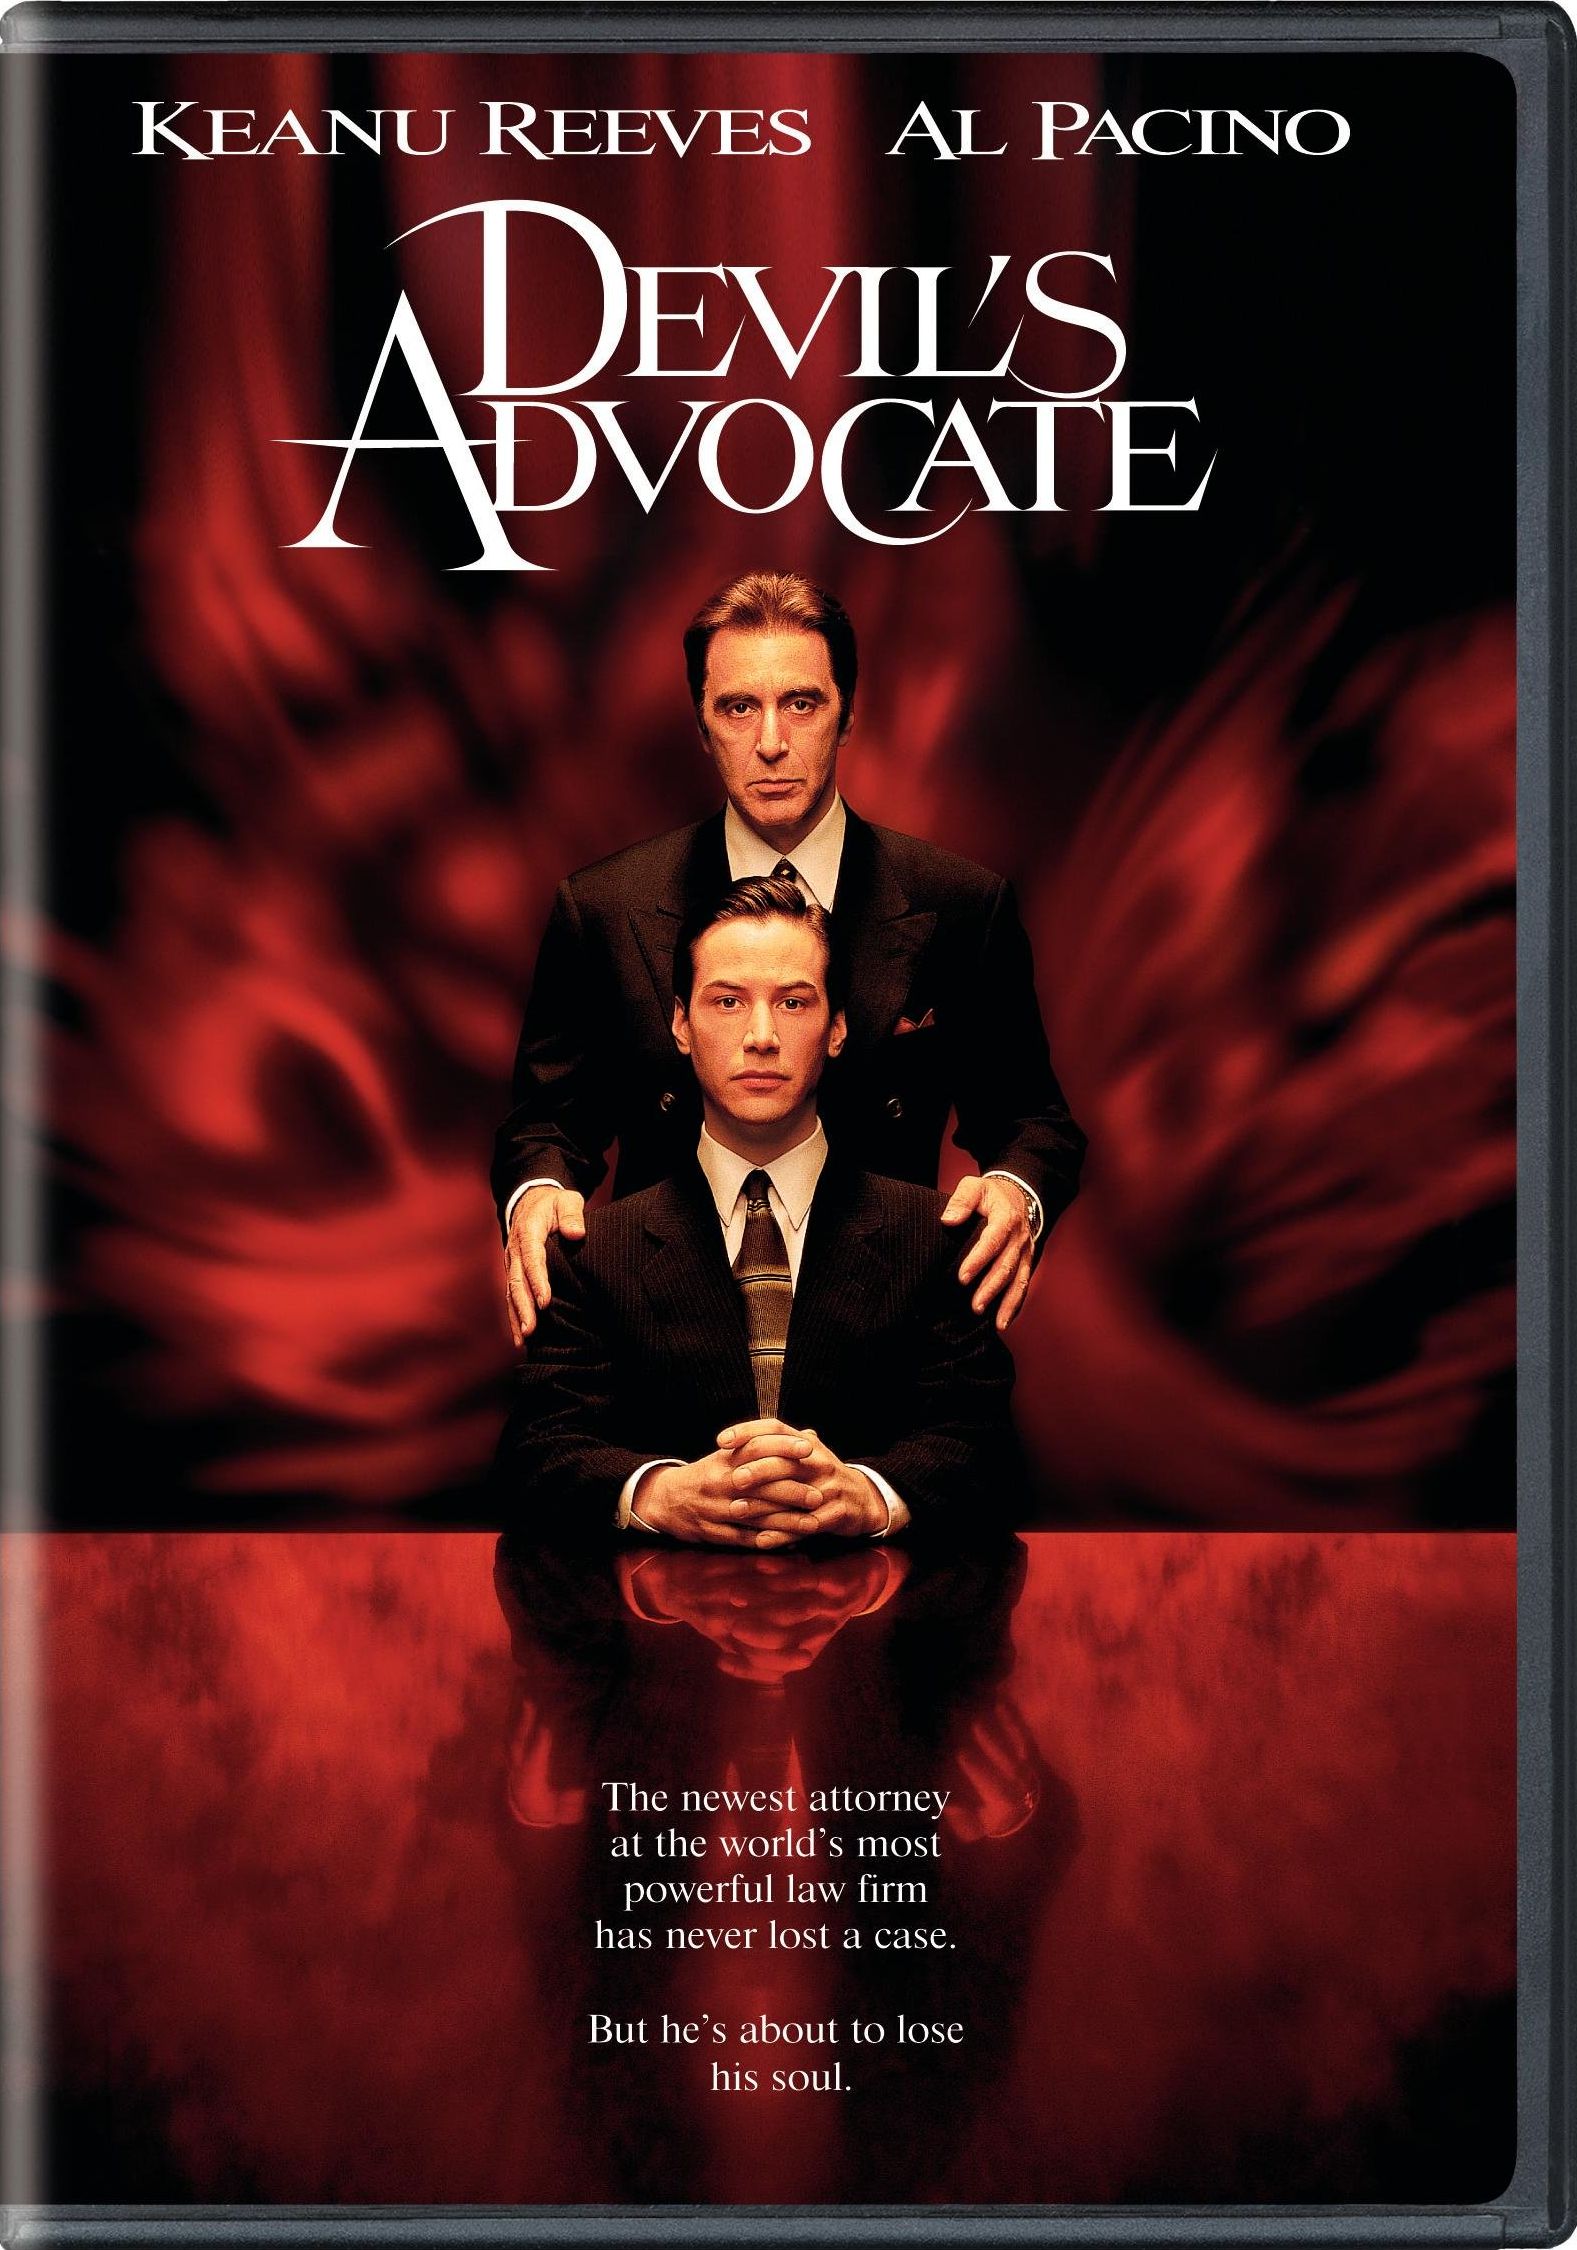 KEANU REEVES AL PACINO
DEVIL'S
ADVOCATE
The newest attorney
at the world's most
powerful law firm
has never lost a case.
But he's about to lose
his soul.